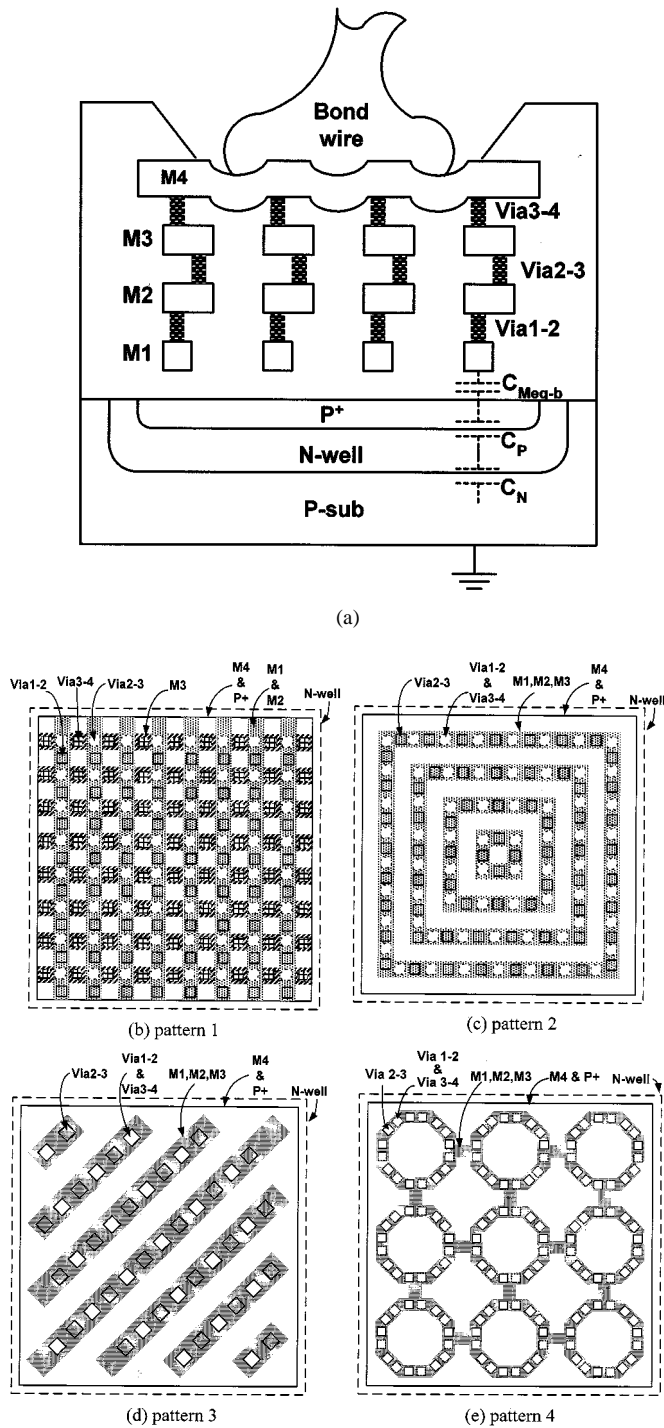 Bond
wire
M4
Via3-4
M3
Via2-3
M2
Via1-2
M1
C_Meq-b
P+
C_P
N-well
C_N
P-sub
(a)
Via1-2
Via3-4
Via2-3
M3
M4
&
P+
M1
&
M2
N-well
(b) pattern 1
Via2-3
Via1-2
&
Via3-4
M1,M2,M3
M4
&
P+
N-well
(c) pattern 2
Via2-3
Via1-2
&
Via3-4
M1,M2,M3
M4
&
P+
N-well
(d) pattern 3
Via 2-3
Via 1-2
&
Via 3-4
M1,M2,M3
M4 & P+
N-well
(e) pattern 4